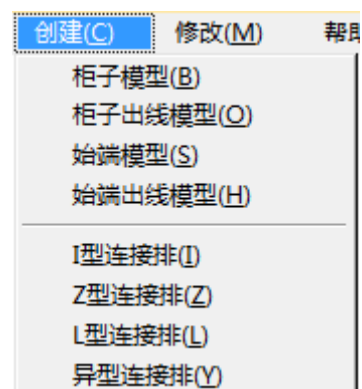 创建(C) 修改(M) 帮助
柜子模型(B)
柜子出线模型(O)
始端模型(S)
始端出线模型(H)
I型连接排(I)
Z型连接排(Z)
L型连接排(L)
异型连接排(Y)